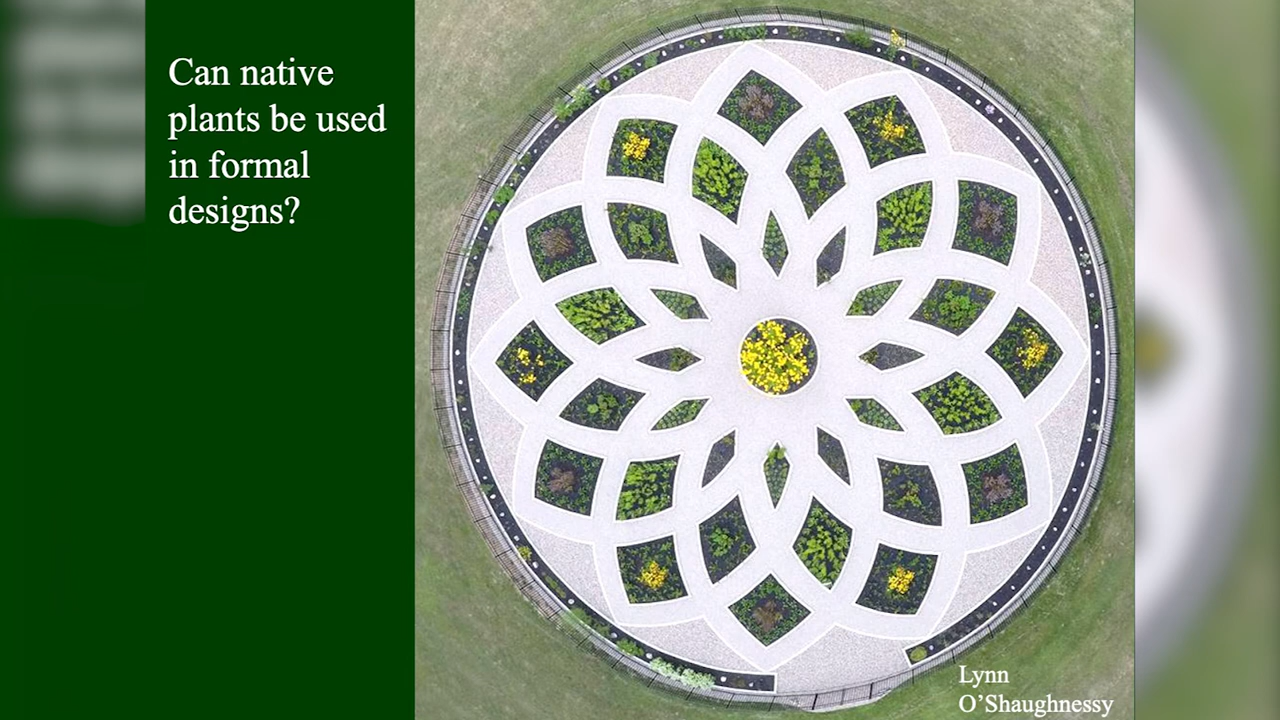 Can native
plants be used
in formal
designs?
Lynn
O’Shaughnessy